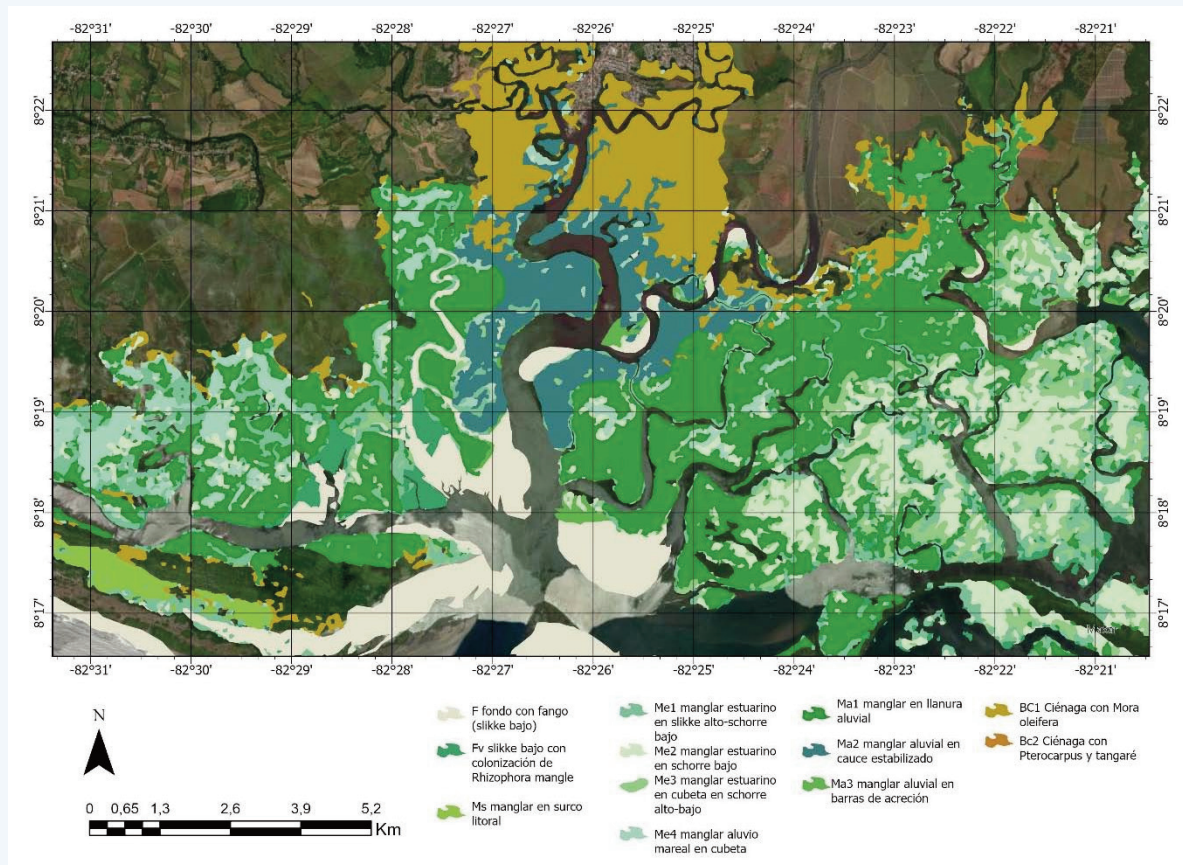 -82°31' -82°30' -82°29' -82°28' -82°27' -82°26' -82°25' -82°24' -82°23' -82°22' -82°21'
8°22' 8°22'
8°21' 8°21'
8°20' 8°20'
8°19' 8°19'
8°18' 8°18'
8°17' 8°17'
-82°31' -82°30' -82°29' -82°28' -82°27' -82°26' -82°25' -82°24' -82°23' -82°22' -82°21'
N
0 0,65 1,3 2,6 3,9 5,2
Km
F fondo con fango
(slikke bajo)
Fv slikke bajo con
colonización de
Rhizophora mangle
Ms manglar en surco
litoral
Me1 manglar estuarino
en slikke alto-schorre
bajo
Me2 manglar estuarino
en schorre bajo
Me3 manglar estuarino
en cubeta en schorre
alto-bajo
Me4 manglar aluvio
mareal en cubeta
Ma1 manglar en llanura
aluvial
Ma2 manglar aluvial en
cauce estabilizado
Ma3 manglar aluvial en
barras de acreción
BC1 Ciénaga con Mora
oleifera
Bc2 Ciénaga con
Pterocarpus y tangaré